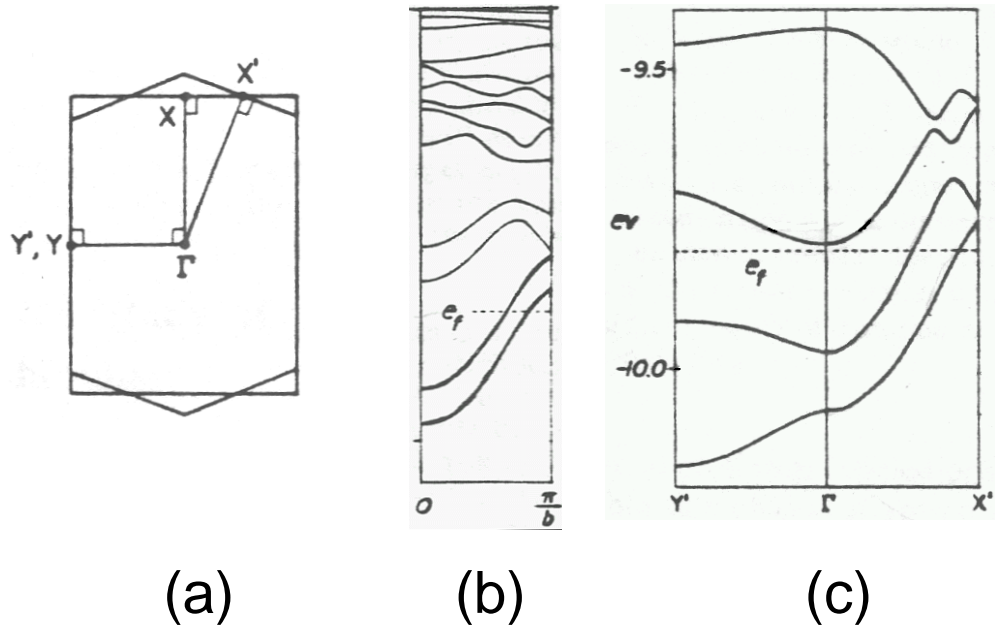 X'
X
Y', Y
Γ
(a)
e_f
0
π/b
(b)
-9.5
ev
e_f
-10.0
Y'
Γ
X'
(c)